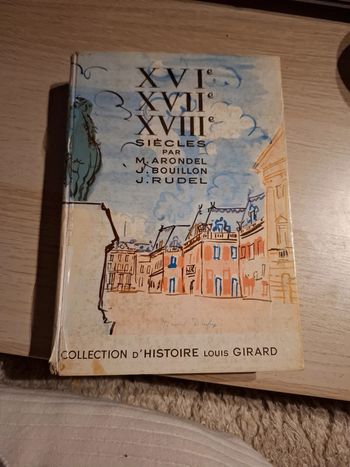 XVIe
XVIIe
XVIIIe
SIÈCLES
PAR
M. ARONDEL
J. BOUILLON
J. RUDEL
COLLECTION D'HISTOIRE LOUIS GIRARD